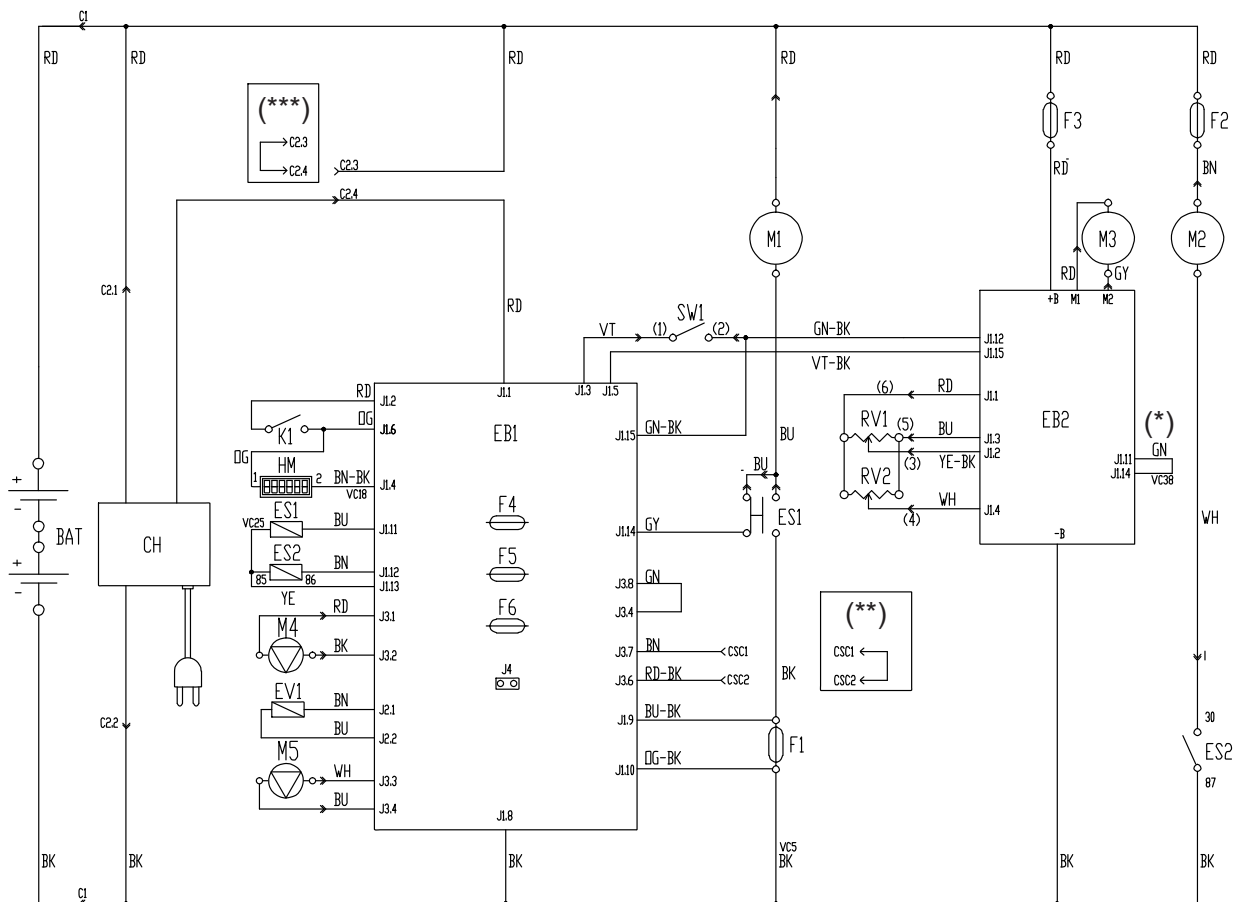 C1
RD RD RD RD RD RD
(***)
C2.3
C2.4
C2.3
C2.4
F3 F2
RD BN
M1 M3 M2
RD GY
C2.1
+B M1 M2
RD
SW1
VT (1) (2) GN-BK J1.12
VT-BK J1.15
J1.1 J1.3 J1.5
RD J1.2
K1 OG J1.6
EB1
GN-BK J1.15
OG
HM
1 2 BN-BK J1.4
VC18
(6) RD J1.1
RV1 (5) BU J1.3
(3) YE-BK J1.2
RV2
(4) WH J1.4
EB2
(*)
GN
J1.11
J1.14 VC38
-B
BU
BU
ES1
VC25 ES1 BU J1.11
ES2 BN J1.12
85 86 J1.13
YE
F4
F5
F6
J4
GY J1.14
GN J3.8
J3.4
BN J3.7 CSC1
RD-BK J3.6 CSC2
BU-BK J1.9
OG-BK J1.10
F1
BK
(**)
CSC1
CSC2
+
-
BAT
+
-
CH
RD J3.1
M4 BK J3.2
EV1 BN J2.1
BU J2.2
M5 WH J3.3
BU J3.4
C2.2
WH
1
30
ES2
87
J1.8
VC5
BK BK BK BK BK BK
C1